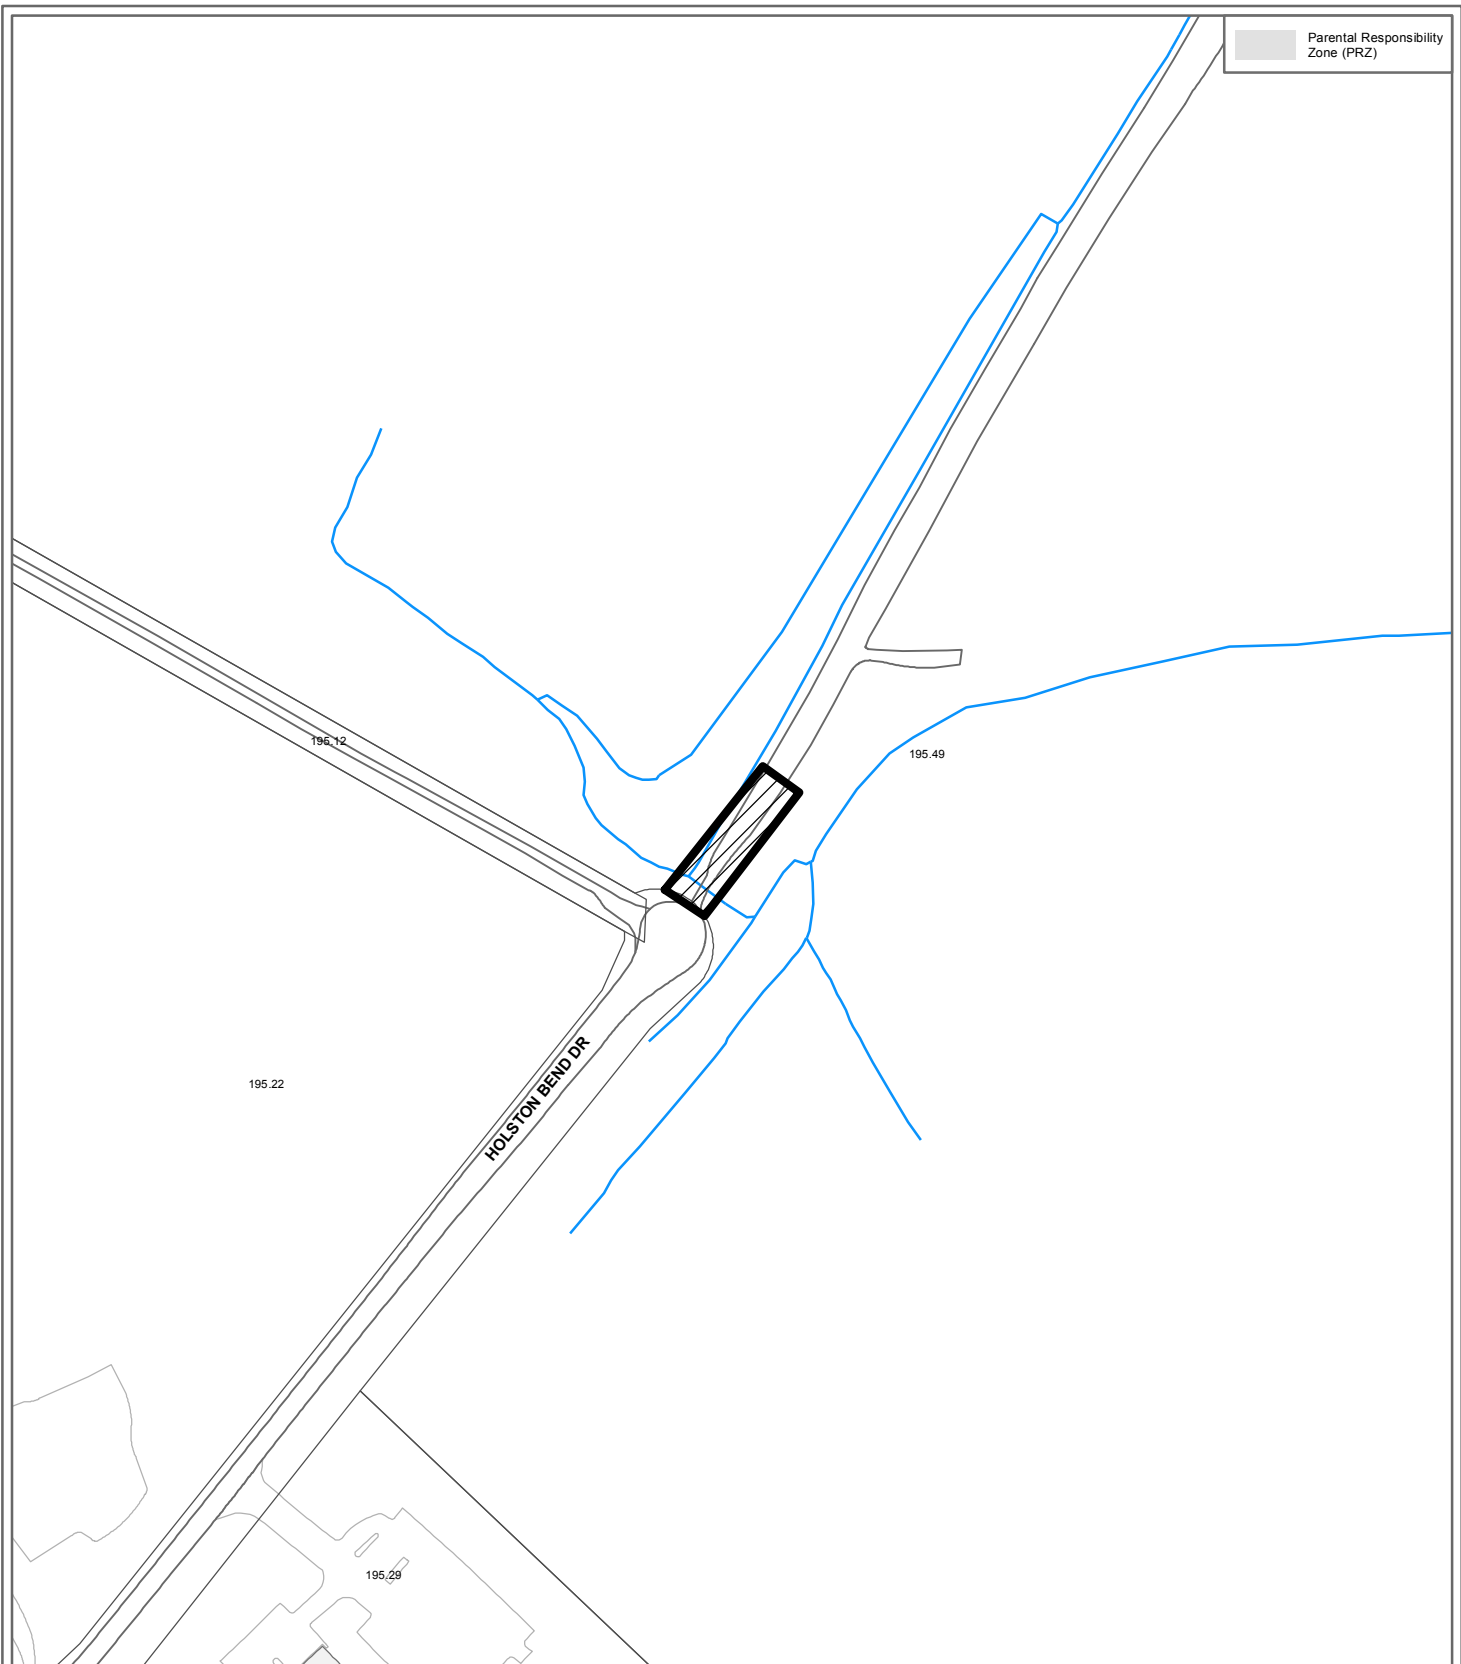 Parental Responsibility
Zone (PRZ)
195.12
195.49
HOLSTON BEND DR
195.22
195.29